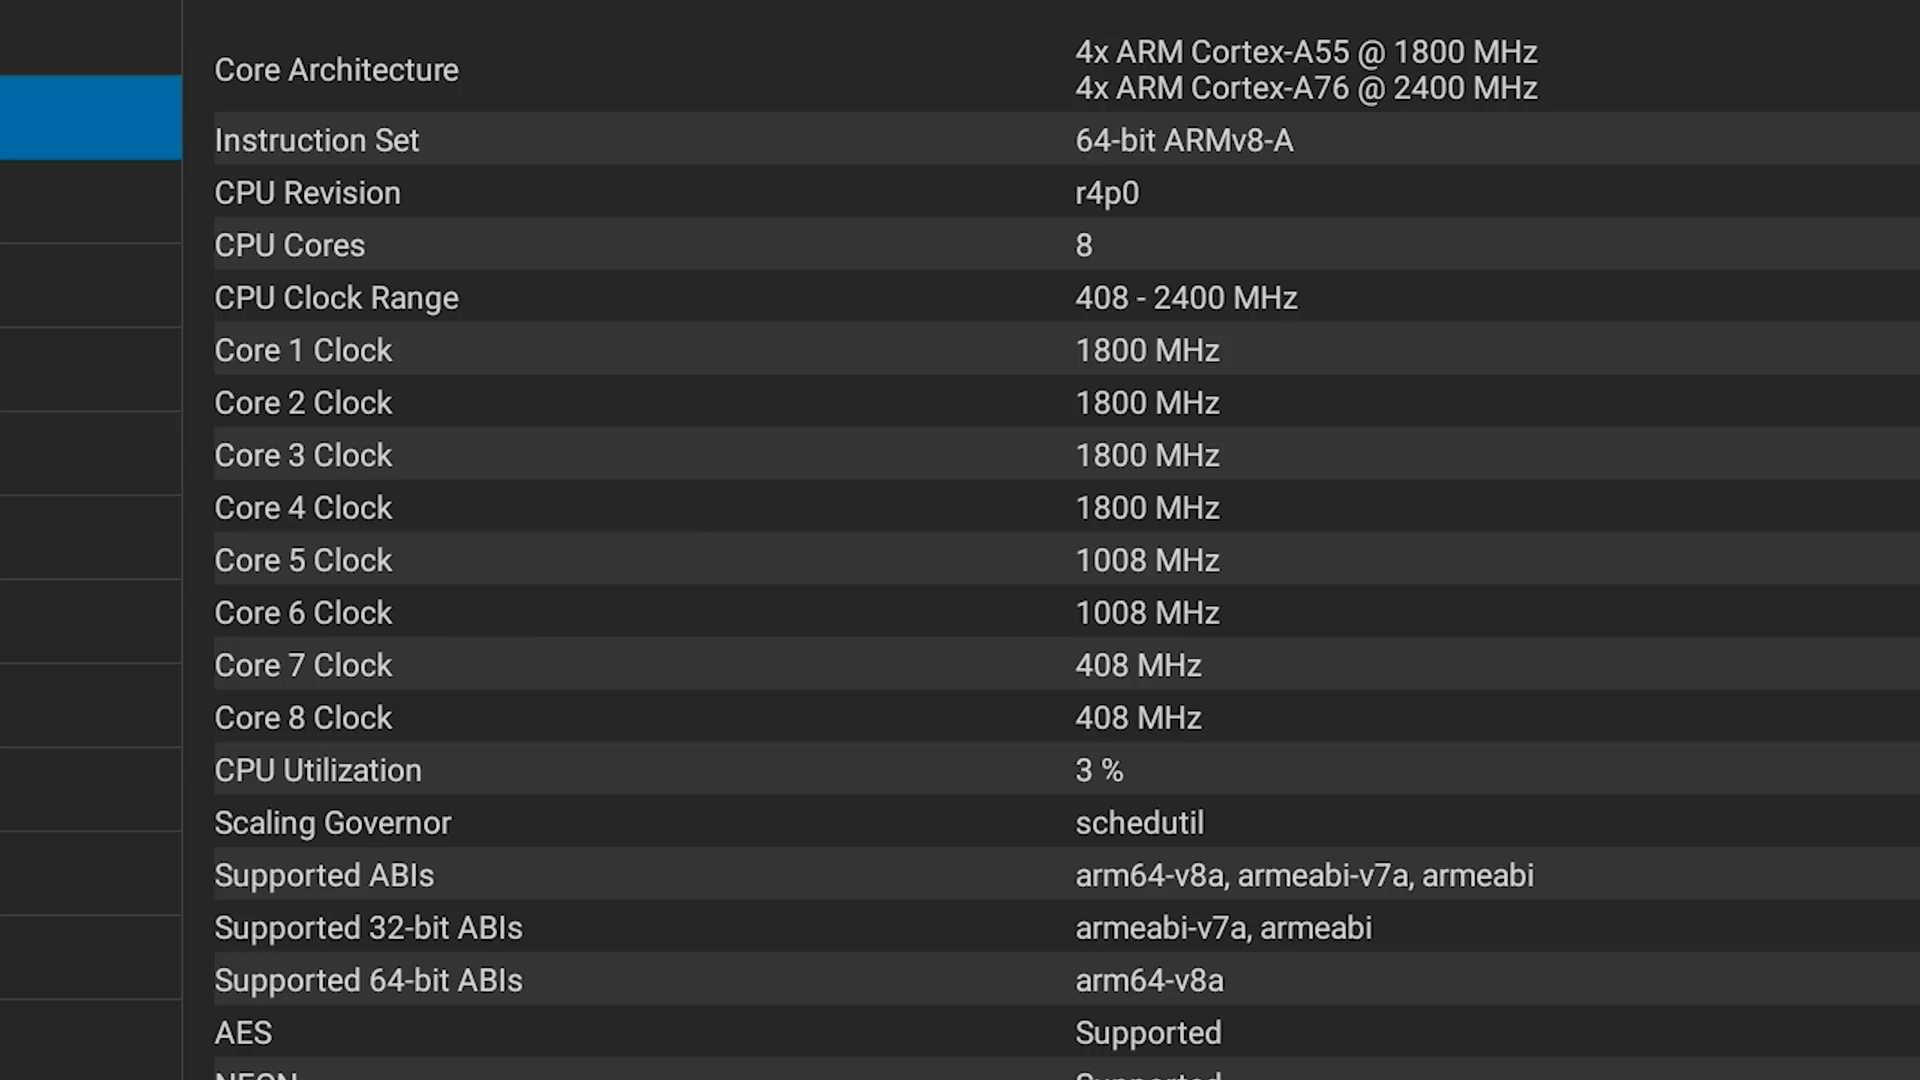 Core Architecture
4x ARM Cortex-A55 @ 1800 MHz
4x ARM Cortex-A76 @ 2400 MHz
Instruction Set 64-bit ARMv8-A
CPU Revision r4p0
CPU Cores 8
CPU Clock Range 408 - 2400 MHz
Core 1 Clock 1800 MHz
Core 2 Clock 1800 MHz
Core 3 Clock 1800 MHz
Core 4 Clock 1800 MHz
Core 5 Clock 1008 MHz
Core 6 Clock 1008 MHz
Core 7 Clock 408 MHz
Core 8 Clock 408 MHz
CPU Utilization 3 %
Scaling Governor schedutil
Supported ABIs arm64-v8a, armeabi-v7a, armeabi
Supported 32-bit ABIs armeabi-v7a, armeabi
Supported 64-bit ABIs arm64-v8a
AES Supported
NEON Supported